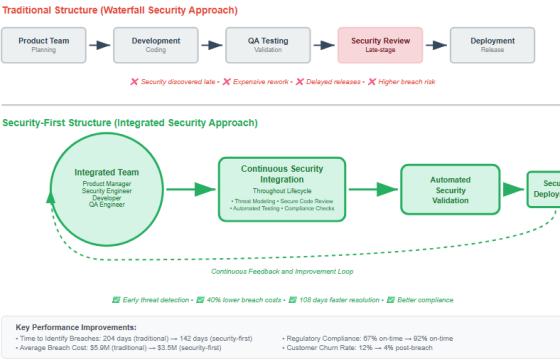 Traditional Structure (Waterfall Security Approach)
Product Team
Planning
Development
Coding
QA Testing
Validation
Security Review
Late-stage
Deployment
Release
❌ Security discovered late • ❌ Expensive rework • ❌ Delayed releases • ❌ Higher breach risk
Security-First Structure (Integrated Security Approach)
Integrated Team
Product Manager
Security Engineer
Developer
QA Engineer
Continuous Security
Integration
Throughout Lifecycle
• Threat Modeling • Secure Code Review
• Automated Testing • Compliance Checks
Automated
Security
Validation
Secu
Deploy
Continuous Feedback and Improvement Loop
✅ Early threat detection • ✅ 40% lower breach costs • ✅ 108 days faster resolution • ✅ Better compliance
Key Performance Improvements:
• Time to Identify Breaches: 204 days (traditional) → 142 days (security-first)
• Average Breach Cost: $5.9M (traditional) → $3.5M (security-first)
• Regulatory Compliance: 67% on-time → 92% on-time
• Customer Churn Rate: 12% → 4% post-breach